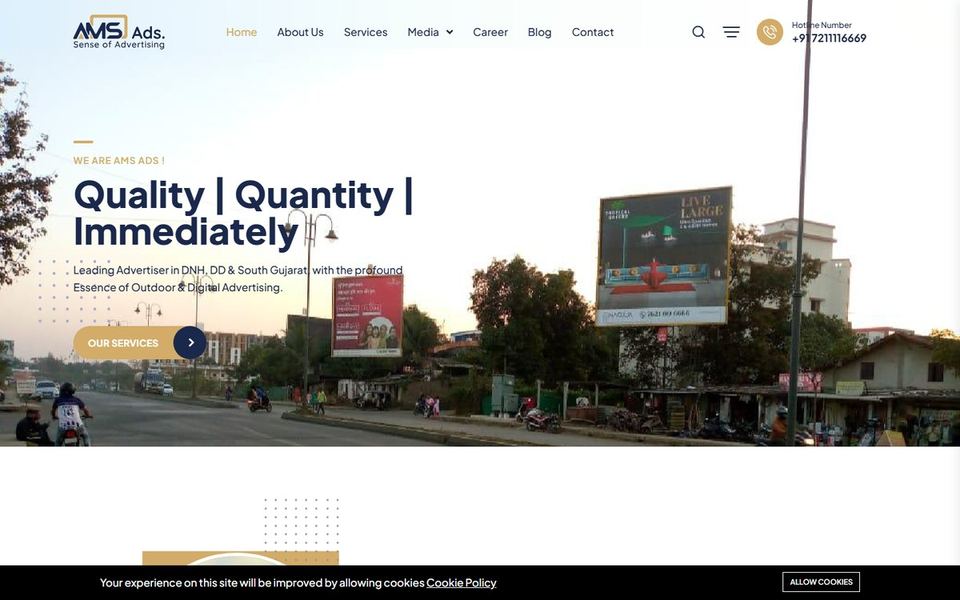 AMS Ads.
Sense of Advertising
Home
About Us
Services
Media
Career
Blog
Contact
Hotline Number
+91 7211116669
WE ARE AMS ADS !
Quality | Quantity |
Immediately
Leading Advertiser in DNH, DD & South Gujarat, with the profound
Essence of Outdoor & Digital Advertising.
OUR SERVICES
LIVE
LARGE
Your experience on this site will be improved by allowing cookies Cookie Policy
ALLOW COOKIES